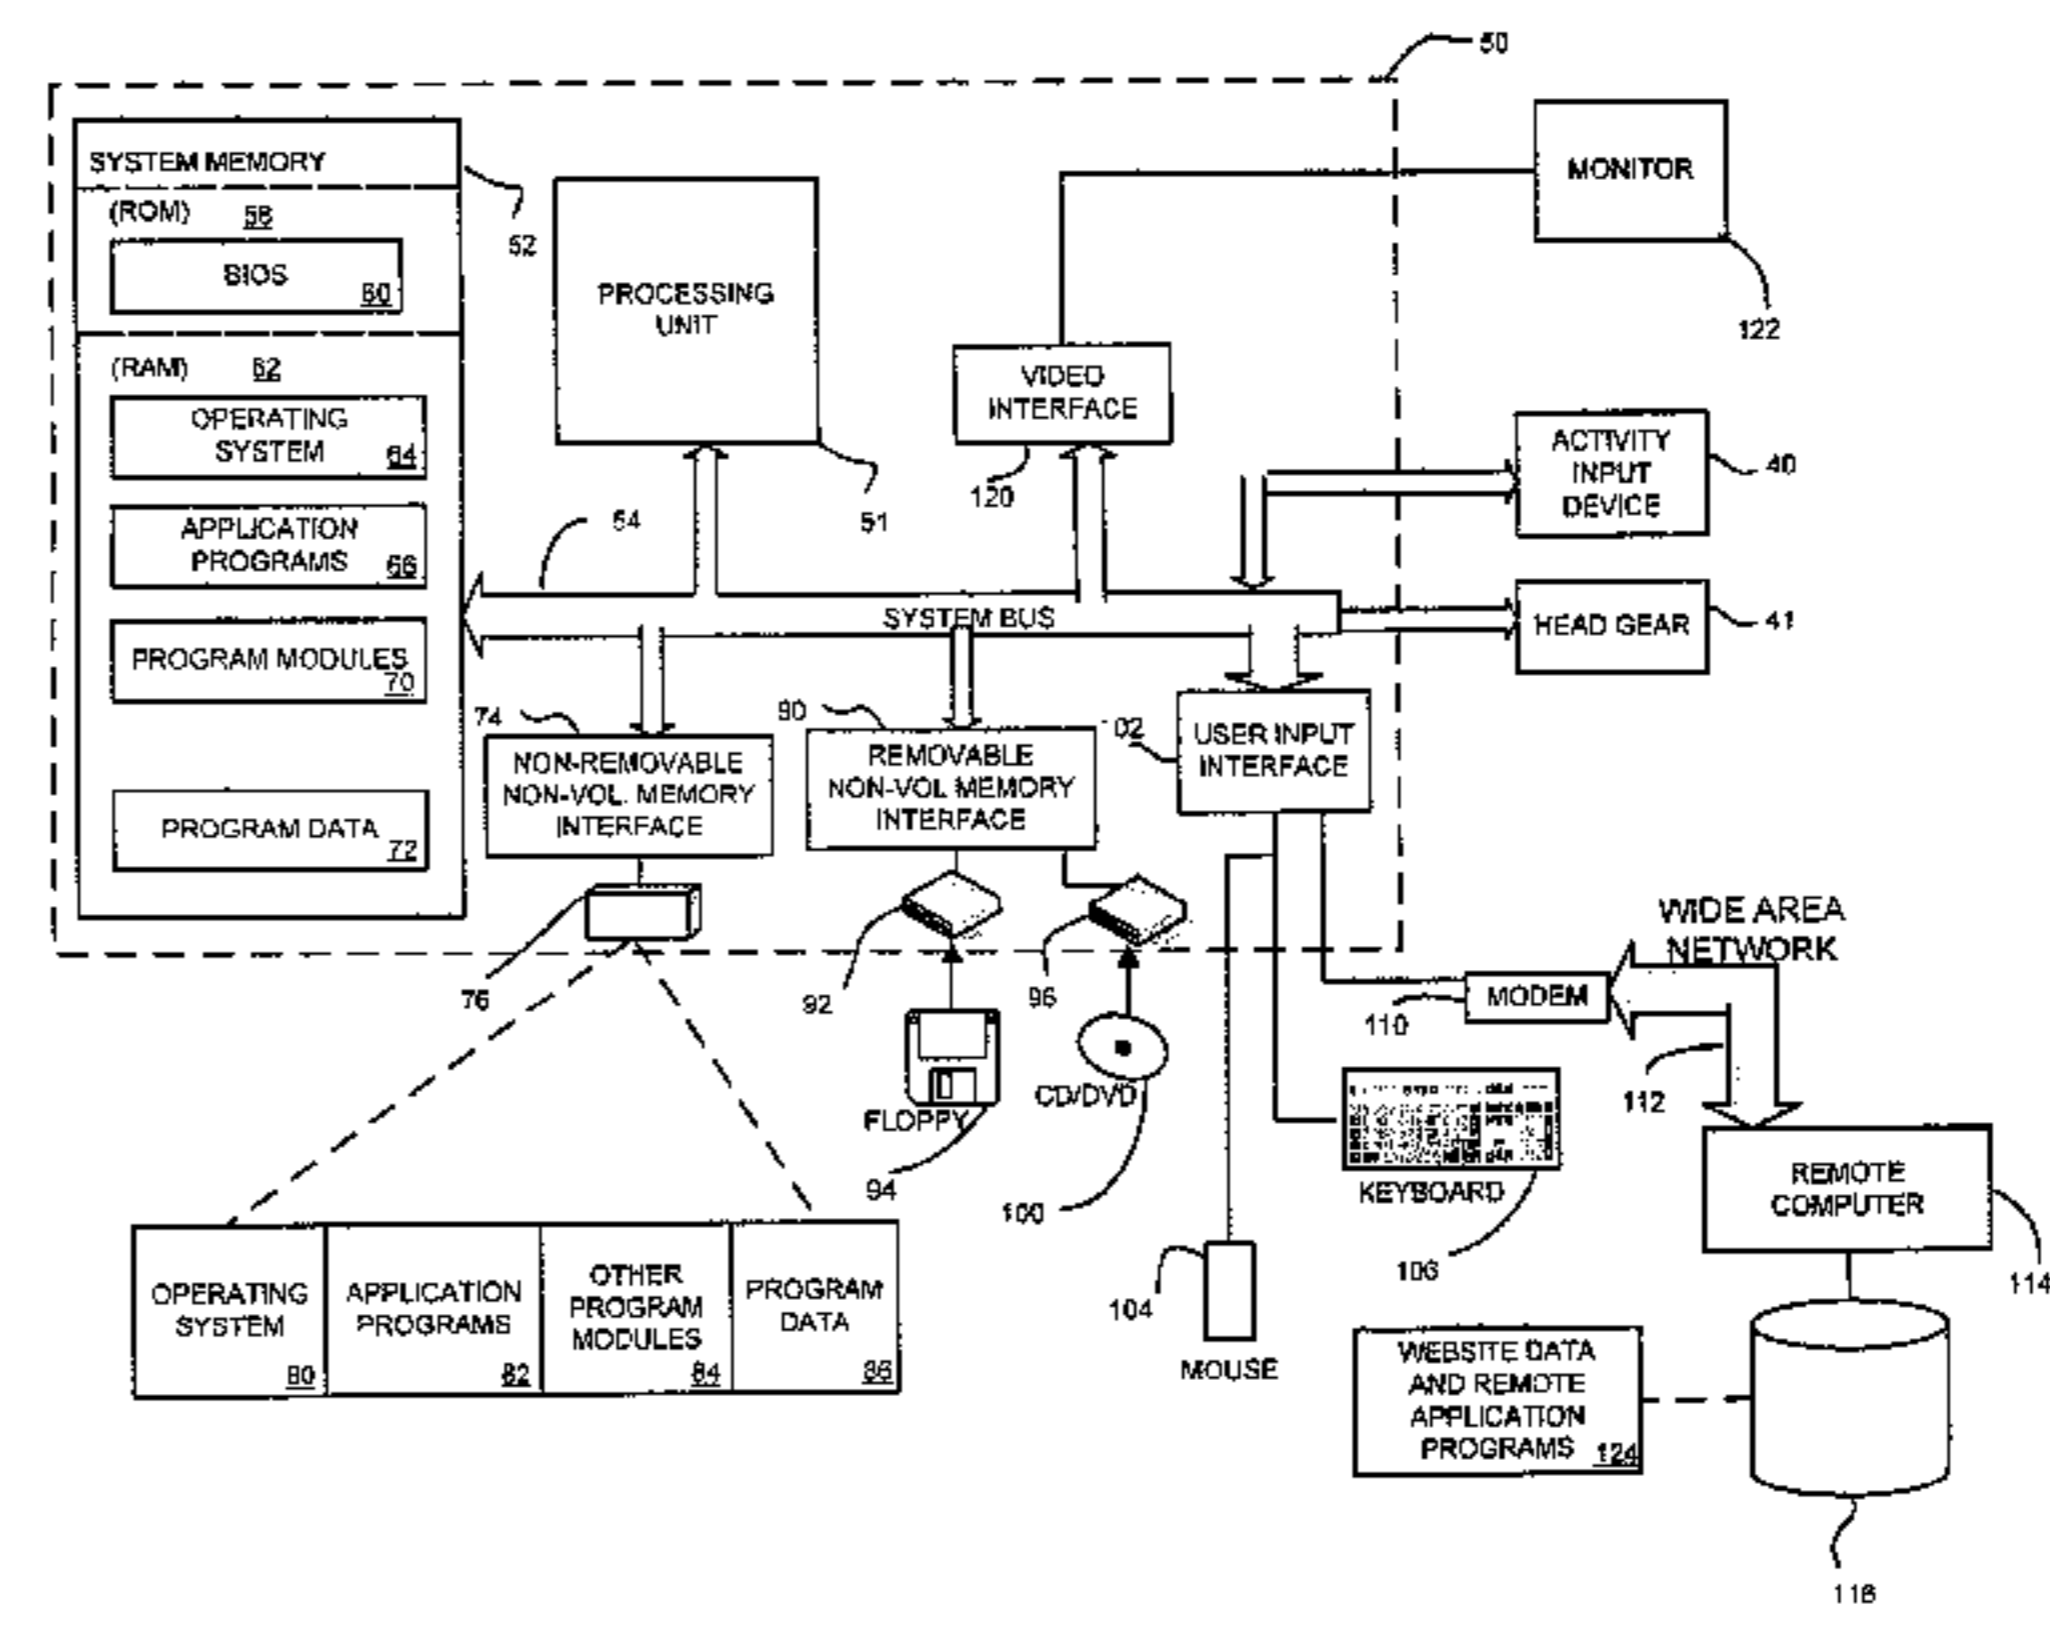 50
SYSTEM MEMORY
(ROM) 58
BIOS
60
52
PROCESSING
UNIT
51
MONITOR
122
(RAM) 62
OPERATING
SYSTEM 64
APPLICATION
PROGRAMS 66
PROGRAM MODULES
70
PROGRAM DATA
72
VIDEO
INTERFACE
120
ACTIVITY
INPUT
DEVICE
40
54
SYSTEM BUS
HEAD GEAR
41
74
NON-REMOVABLE
NON-VOL. MEMORY
INTERFACE
90
REMOVABLE
NON-VOL MEMORY
INTERFACE
102
USER INPUT
INTERFACE
76
92
96
WIDE AREA
NETWORK
MODEM
110
112
FLOPPY
94
CD/DVD
100
KEYBOARD
106
104
MOUSE
REMOTE
COMPUTER
114
OPERATING
SYSTEM
80
APPLICATION
PROGRAMS
82
OTHER
PROGRAM
MODULES
84
PROGRAM
DATA
86
WEBSITE DATA
AND REMOTE
APPLICATION
PROGRAMS 124
116